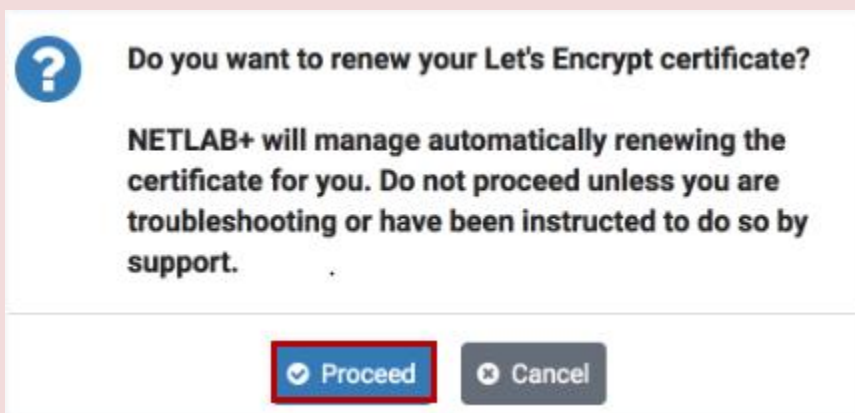 Do you want to renew your Let's Encrypt certificate?
NETLAB+ will manage automatically renewing the
certificate for you. Do not proceed unless you are
troubleshooting or have been instructed to do so by
support.
Proceed
Cancel